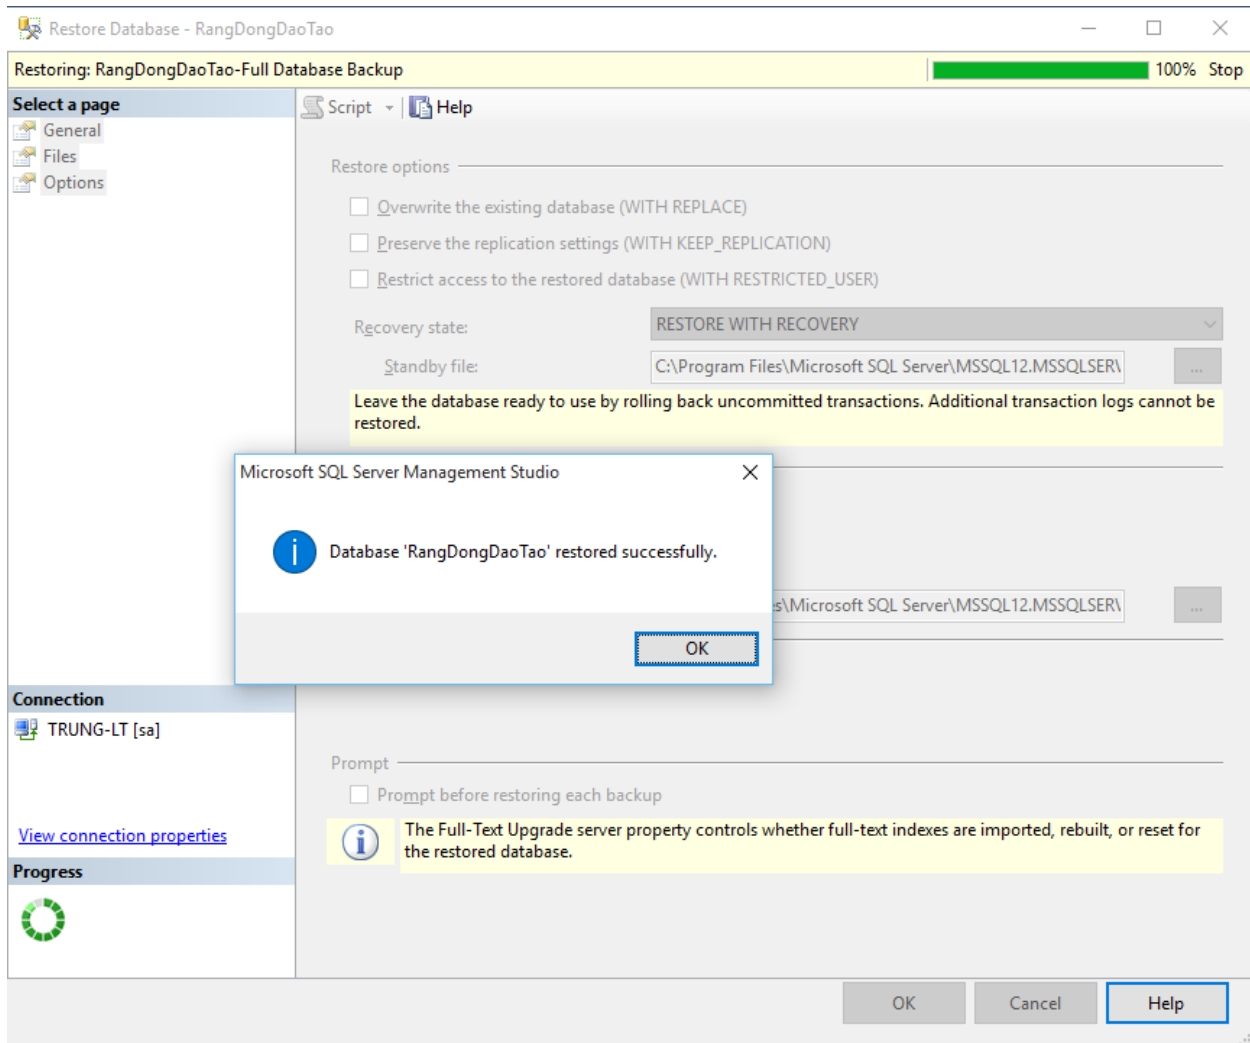 Restore Database - RangDongDaoTao
Restoring: RangDongDaoTao-Full Database Backup
100% Stop
Select a page
General
Files
Options
Script
Help
Restore options
Overwrite the existing database (WITH REPLACE)
Preserve the replication settings (WITH KEEP_REPLICATION)
Restrict access to the restored database (WITH RESTRICTED_USER)
Recovery state:
RESTORE WITH RECOVERY
Standby file:
C:\Program Files\Microsoft SQL Server\MSSQL12.MSSQLSER\
...
Leave the database ready to use by rolling back uncommitted transactions. Additional transaction logs cannot be
restored.
Microsoft SQL Server Management Studio
Database 'RangDongDaoTao' restored successfully.
OK
s\Microsoft SQL Server\MSSQL12.MSSQLSER\
...
Connection
TRUNG-LT [sa]
View connection properties
Progress
Prompt
Prompt before restoring each backup
The Full-Text Upgrade server property controls whether full-text indexes are imported, rebuilt, or reset for
the restored database.
OK
Cancel
Help